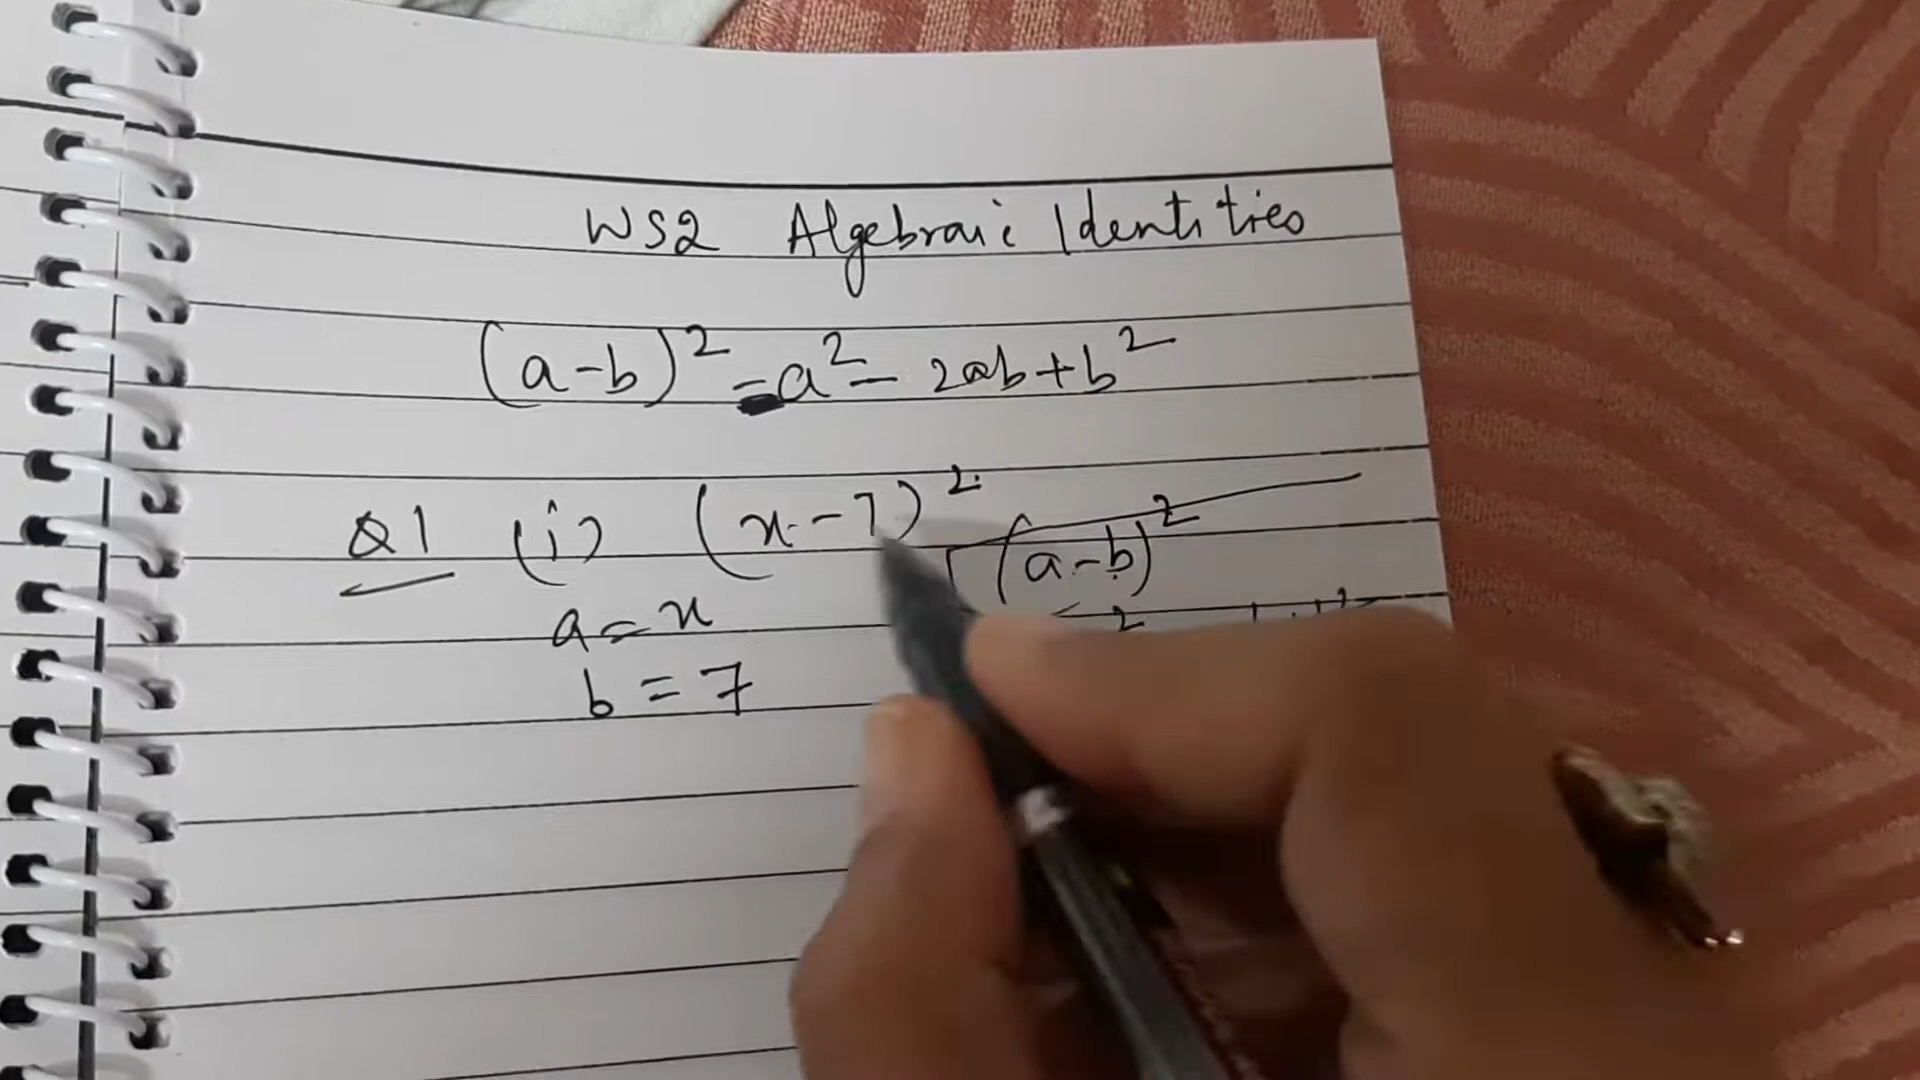 WS2 Algebraic Identities
(a-b)² = a² - 2ab + b²
Q1 (i) (x-7)²
(a-b)²
a = x
b = 7